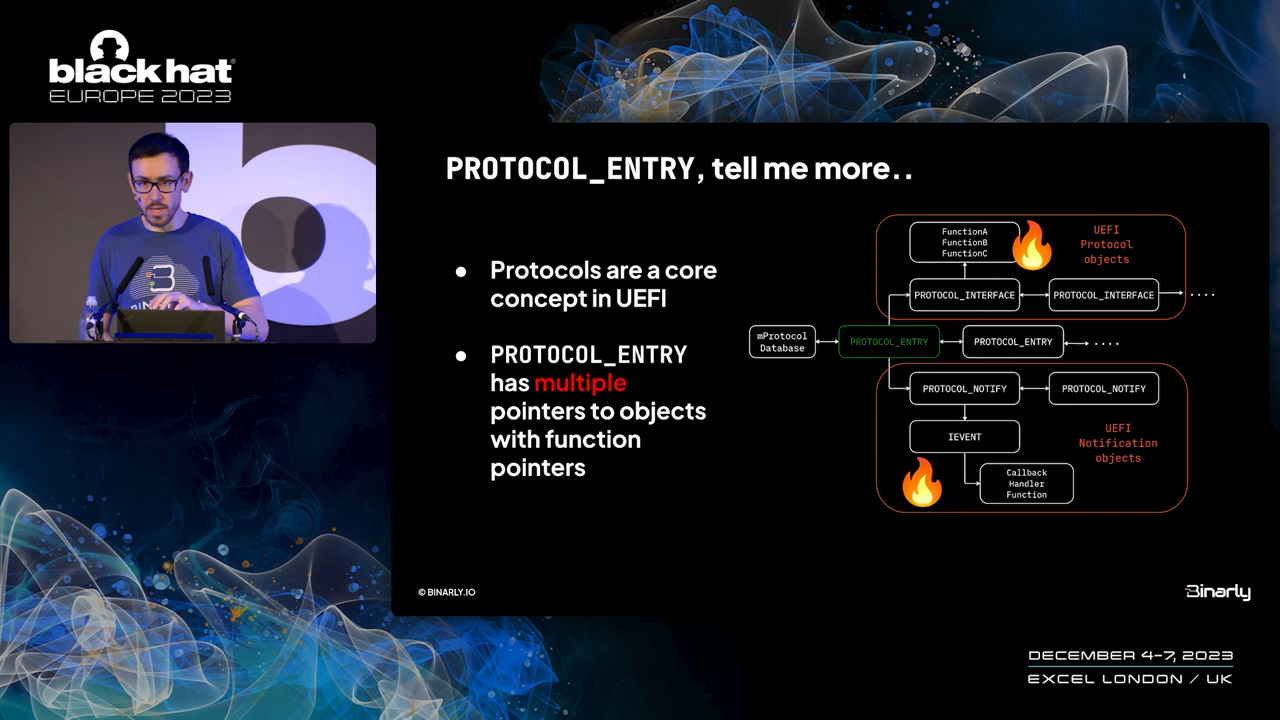 black hat
EUROPE 2023
PROTOCOL_ENTRY, tell me more..
● Protocols are a core
concept in UEFI
● PROTOCOL_ENTRY
has multiple
pointers to objects
with function
pointers
FunctionA
FunctionB
FunctionC
UEFI
Protocol
objects
PROTOCOL_INTERFACE
PROTOCOL_INTERFACE
....
mProtocol
Database
PROTOCOL_ENTRY
PROTOCOL_ENTRY
....
PROTOCOL_NOTIFY
PROTOCOL_NOTIFY
IEVENT
UEFI
Notification
objects
Callback
Handler
Function
© BINARLY.IO
Binarly
DECEMBER 4-7, 2023
EXCEL LONDON / UK